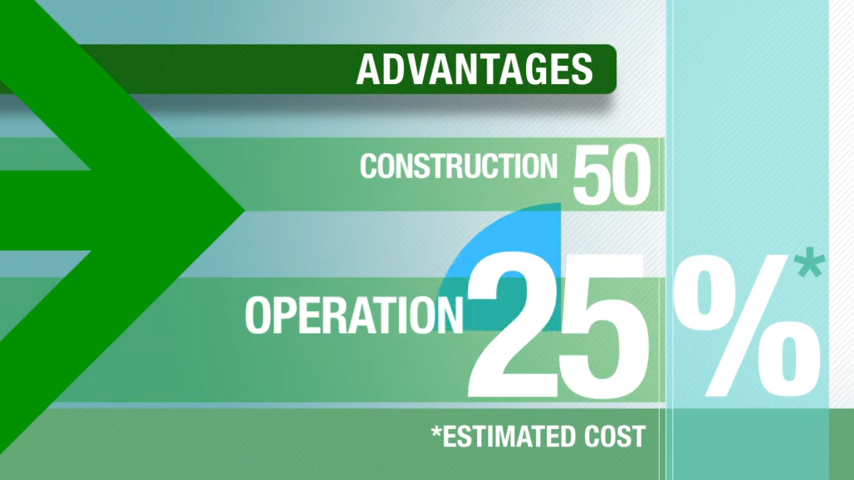 ADVANTAGES
CONSTRUCTION 50
OPERATION 25%*
*ESTIMATED COST